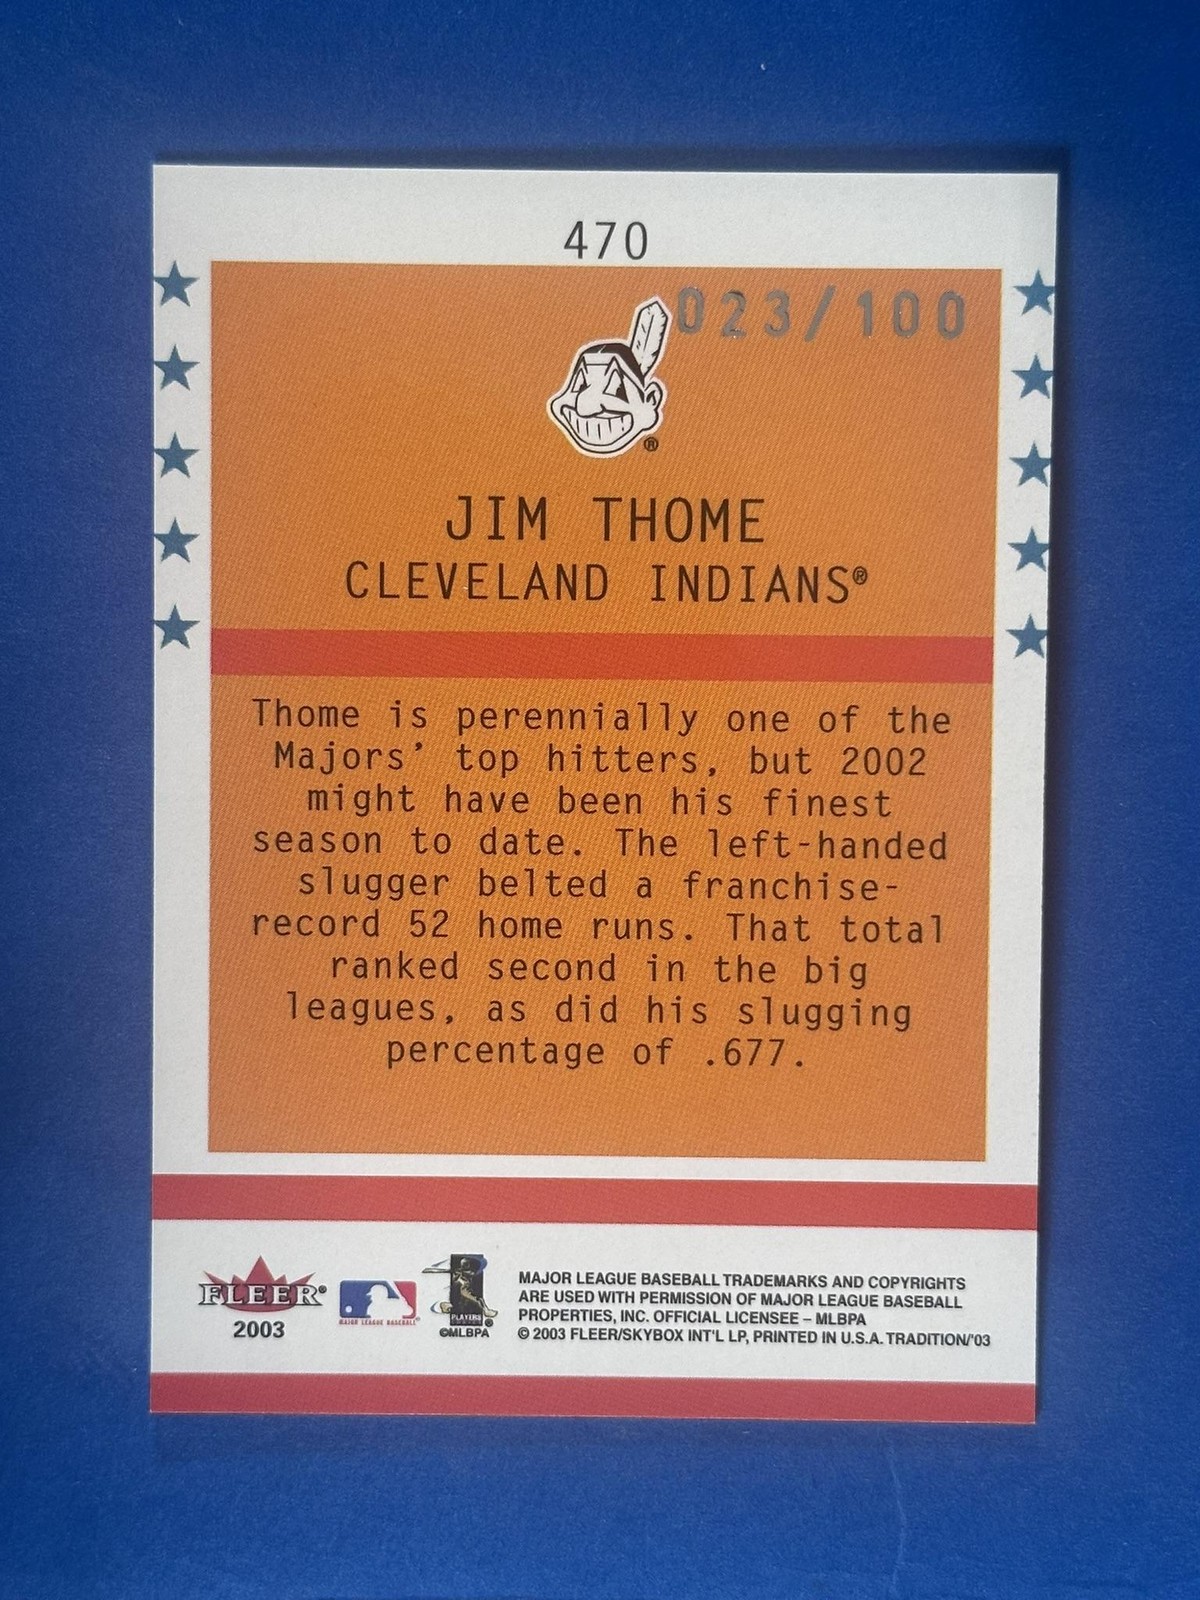 470
023/100
®
JIM THOME
CLEVELAND INDIANS®
Thome is perennially one of the
Majors’ top hitters, but 2002
might have been his finest
season to date. The left-handed
slugger belted a franchise-
record 52 home runs. That total
ranked second in the big
leagues, as did his slugging
percentage of .677.
FLEER®
2003
MAJOR LEAGUE BASEBALL®
PLAYERS
®
©MLBPA
MAJOR LEAGUE BASEBALL TRADEMARKS AND COPYRIGHTS
ARE USED WITH PERMISSION OF MAJOR LEAGUE BASEBALL
PROPERTIES, INC. OFFICIAL LICENSEE – MLBPA
© 2003 FLEER/SKYBOX INT'L LP, PRINTED IN U.S.A. TRADITION/'03